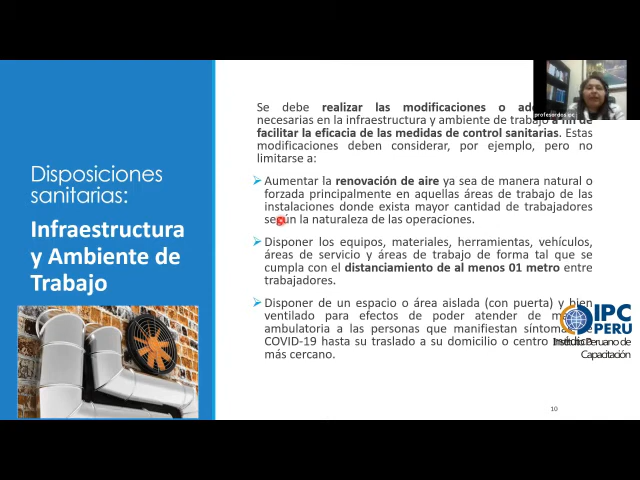 Disposiciones
sanitarias:
Infraestructura
y Ambiente de
Trabajo
Se debe realizar las modificaciones o
necesarias en la infraestructura y ambiente de trabajo a fin de
facilitar la eficacia de las medidas de control sanitarias. Estas
modificaciones deben considerar, por ejemplo, pero no
limitarse a:
Aumentar la renovación de aire ya sea de manera natural o
forzada principalmente en aquellas áreas de trabajo de las
instalaciones donde exista mayor cantidad de trabajadores
según la naturaleza de las operaciones.
Disponer los equipos, materiales, herramientas, vehículos,
áreas de servicio y áreas de trabajo de forma tal que se
cumpla con el distanciamiento de al menos 01 metro entre
trabajadores.
Disponer de un espacio o área aislada (con puerta) y bien
ventilado para efectos de poder atender de
ambulatoria a las personas que manifiestan
COVID-19 hasta su traslado a su domicilio o centro
más cercano.
IPC
PERU
Instituto Peruano de
Capacitación
10